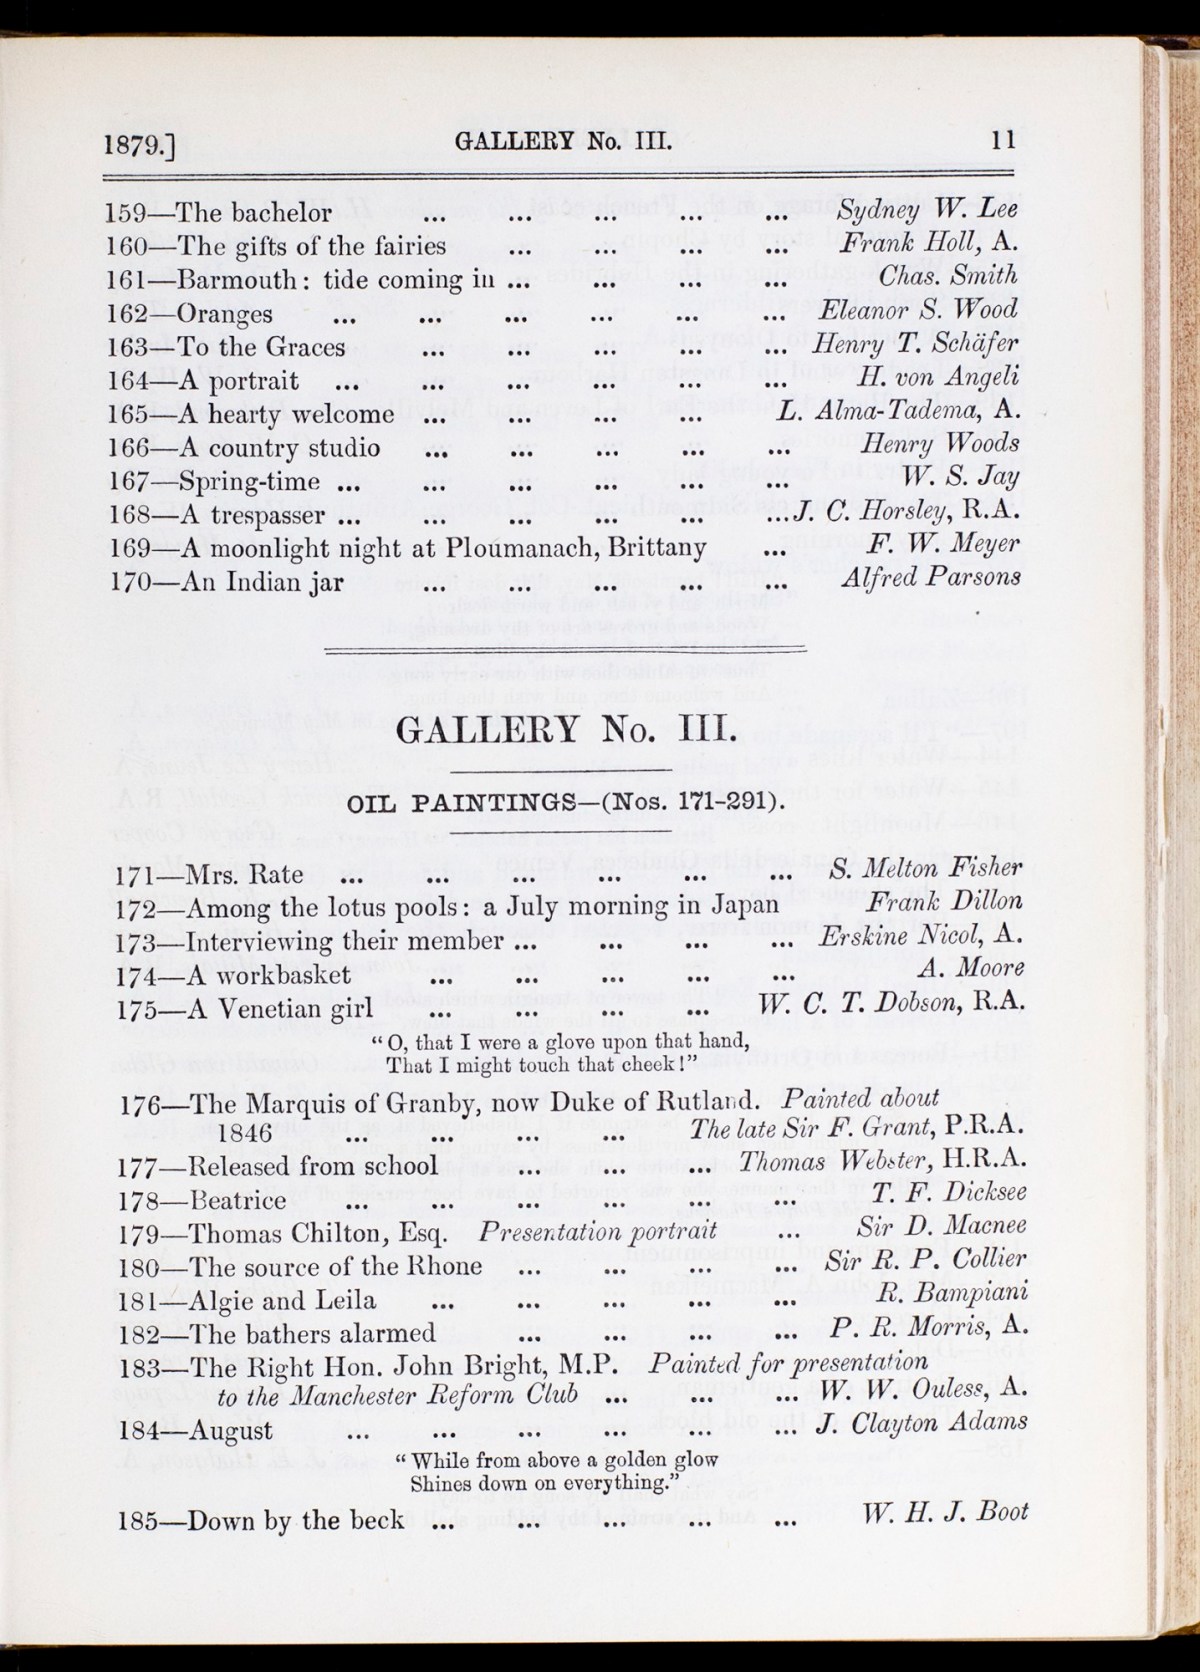 1879.] GALLERY No. III. 11
159—The bachelor ... ... ... ... ... Sydney W. Lee
160—The gifts of the fairies ... ... ... ... Frank Holl, A.
161—Barmouth: tide coming in ... ... ... ... Chas. Smith
162—Oranges ... ... ... ... ... ... Eleanor S. Wood
163—To the Graces ... ... ... ... ... Henry T. Schäfer
164—A portrait ... ... ... ... ... ... H. von Angeli
165—A hearty welcome ... ... ... ... L. Alma-Tadema, A.
166—A country studio ... ... ... ... ... Henry Woods
167—Spring-time ... ... ... ... ... ... W. S. Jay
168—A trespasser ... ... ... ... ... ... J. C. Horsley, R.A.
169—A moonlight night at Ploumanach, Brittany ... F. W. Meyer
170—An Indian jar ... ... ... ... ... Alfred Parsons
GALLERY No. III.
OIL PAINTINGS—(Nos. 171-291).
171—Mrs. Rate ... ... ... ... ... ... S. Melton Fisher
172—Among the lotus pools: a July morning in Japan Frank Dillon
173—Interviewing their member ... ... ... ... Erskine Nicol, A.
174—A workbasket ... ... ... ... ... A. Moore
175—A Venetian girl ... ... ... ... W. C. T. Dobson, R.A.
“O, that I were a glove upon that hand,
That I might touch that cheek!”
176—The Marquis of Granby, now Duke of Rutland. Painted about
1846 ... ... ... ... The late Sir F. Grant, P.R.A.
177—Released from school ... ... ... Thomas Webster, H.R.A.
178—Beatrice ... ... ... ... ... ... T. F. Dicksee
179—Thomas Chilton, Esq. Presentation portrait ... Sir D. Macnee
180—The source of the Rhone ... ... ... ... Sir R. P. Collier
181—Algie and Leila ... ... ... ... ... R. Bampiani
182—The bathers alarmed ... ... ... ... P. R. Morris, A.
183—The Right Hon. John Bright, M.P. Painted for presentation
to the Manchester Reform Club ... ... ... W. W. Ouless, A.
184—August ... ... ... ... ... ... J. Clayton Adams
“While from above a golden glow
Shines down on everything.”
185—Down by the beck ... ... ... ... ... W. H. J. Boot